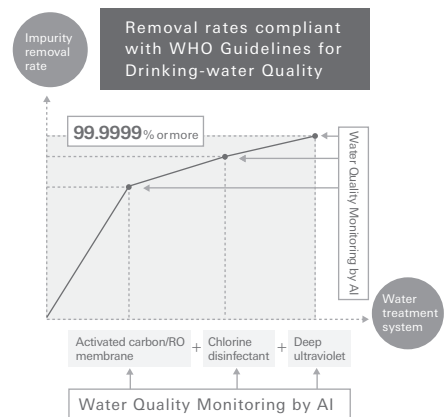 Impurity
removal
rate
Removal rates compliant
with WHO Guidelines for
Drinking-water Quality
99.9999% or more
Water Quality Monitoring by AI
Water
treatment
system
Activated carbon/RO
membrane
+
Chlorine
disinfectant
+
Deep
ultraviolet
Water Quality Monitoring by AI